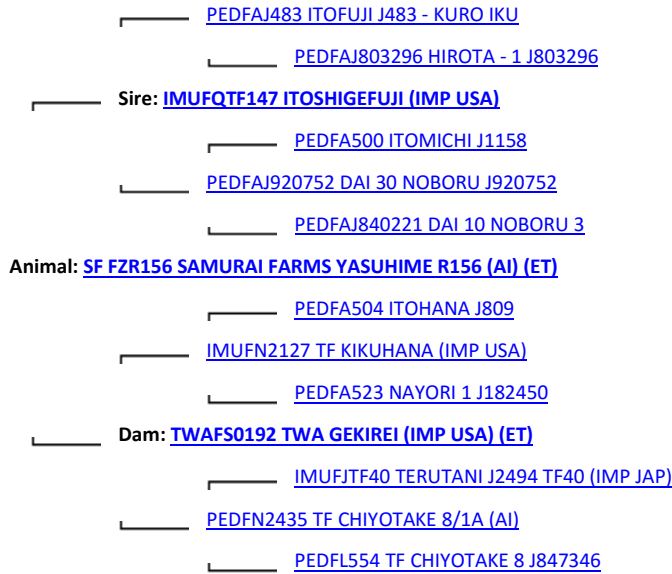 PEDFAJ483 ITOFUJI J483 - KURO IKU
PEDFAJ803296 HIROTA - 1 J803296
Sire: IMUFQTF147 ITOSHIGEFUJI (IMP USA)
PEDFA500 ITOMICHI J1158
PEDFAJ920752 DAI 30 NOBORU J920752
PEDFAJ840221 DAI 10 NOBORU 3
Animal: SF FZR156 SAMURAI FARMS YASUHIME R156 (AI) (ET)
PEDFA504 ITOHANA J809
IMUFN2127 TF KIKUHANA (IMP USA)
PEDFA523 NAYORI 1 J182450
Dam: TWAFS0192 TWA GEKIREI (IMP USA) (ET)
IMUFJTF40 TERUTANI J2494 TF40 (IMP JAP)
PEDFN2435 TF CHIYOTAKE 8/1A (AI)
PEDFL554 TF CHIYOTAKE 8 J847346